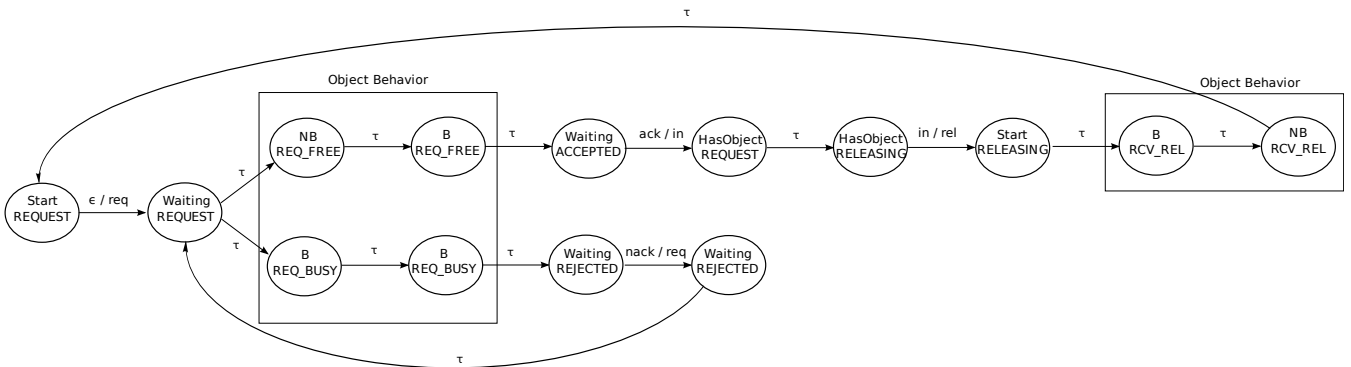 τ
Object Behavior
Object Behavior
NB
REQ_FREE
τ
B
REQ_FREE
τ
Waiting
ACCEPTED
ack / in
HasObject
REQUEST
τ
HasObject
RELEASING
in / rel
Start
RELEASING
τ
B
RCV_REL
τ
NB
RCV_REL
τ
Start
REQUEST
ϵ / req
Waiting
REQUEST
τ
B
REQ_BUSY
τ
B
REQ_BUSY
τ
Waiting
REJECTED
nack / req
Waiting
REJECTED
τ